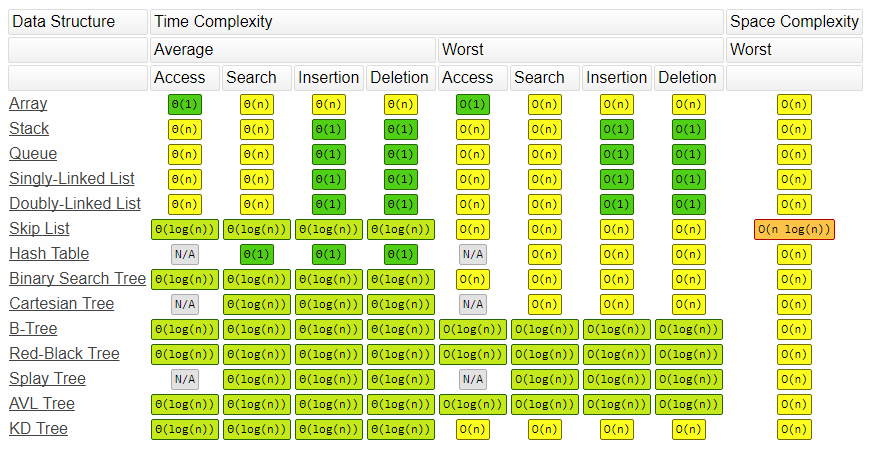 Data Structure Time Complexity Space Complexity
Average Worst Worst
Access Search Insertion Deletion Access Search Insertion Deletion
Array Θ(1) Θ(n) Θ(n) Θ(n) O(1) O(n) O(n) O(n) O(n)
Stack Θ(n) Θ(n) Θ(1) Θ(1) O(n) O(n) O(1) O(1) O(n)
Queue Θ(n) Θ(n) Θ(1) Θ(1) O(n) O(n) O(1) O(1) O(n)
Singly-Linked List Θ(n) Θ(n) Θ(1) Θ(1) O(n) O(n) O(1) O(1) O(n)
Doubly-Linked List Θ(n) Θ(n) Θ(1) Θ(1) O(n) O(n) O(1) O(1) O(n)
Skip List Θ(log(n)) Θ(log(n)) Θ(log(n)) Θ(log(n)) O(n) O(n) O(n) O(n) O(n log(n))
Hash Table N/A Θ(1) Θ(1) Θ(1) N/A O(n) O(n) O(n) O(n)
Binary Search Tree Θ(log(n)) Θ(log(n)) Θ(log(n)) Θ(log(n)) O(n) O(n) O(n) O(n) O(n)
Cartesian Tree N/A Θ(log(n)) Θ(log(n)) Θ(log(n)) N/A O(n) O(n) O(n) O(n)
B-Tree Θ(log(n)) Θ(log(n)) Θ(log(n)) Θ(log(n)) O(log(n)) O(log(n)) O(log(n)) O(log(n)) O(n)
Red-Black Tree Θ(log(n)) Θ(log(n)) Θ(log(n)) Θ(log(n)) O(log(n)) O(log(n)) O(log(n)) O(log(n)) O(n)
Splay Tree N/A Θ(log(n)) Θ(log(n)) Θ(log(n)) N/A O(log(n)) O(log(n)) O(log(n)) O(n)
AVL Tree Θ(log(n)) Θ(log(n)) Θ(log(n)) Θ(log(n)) O(log(n)) O(log(n)) O(log(n)) O(log(n)) O(n)
KD Tree Θ(log(n)) Θ(log(n)) Θ(log(n)) Θ(log(n)) O(n) O(n) O(n) O(n) O(n)